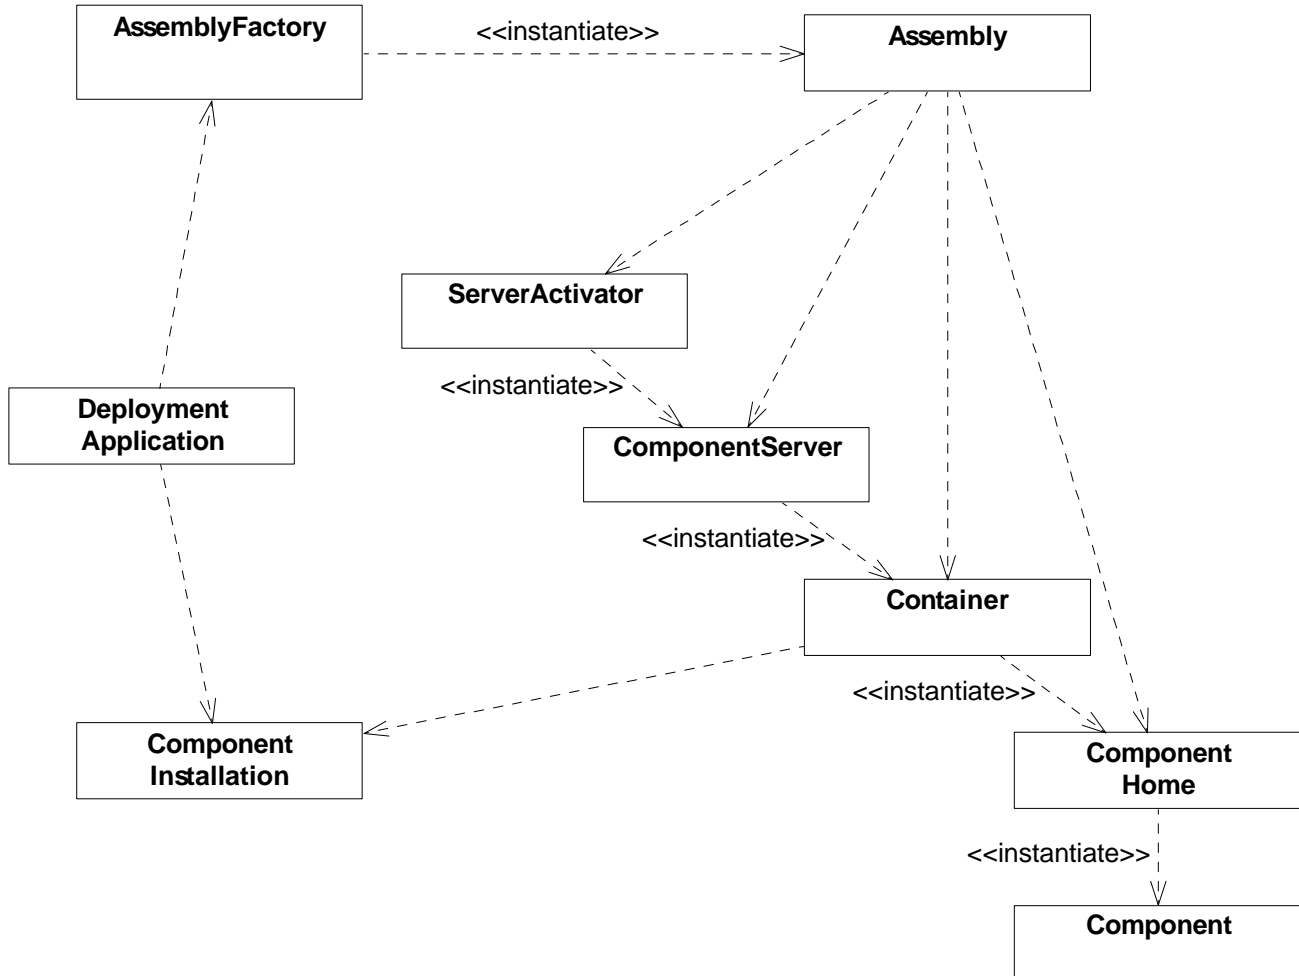 AssemblyFactory
<<instantiate>>
Assembly
ServerActivator
<<instantiate>>
Deployment
Application
ComponentServer
<<instantiate>>
Container
<<instantiate>>
Component
Installation
Component
Home
<<instantiate>>
Component